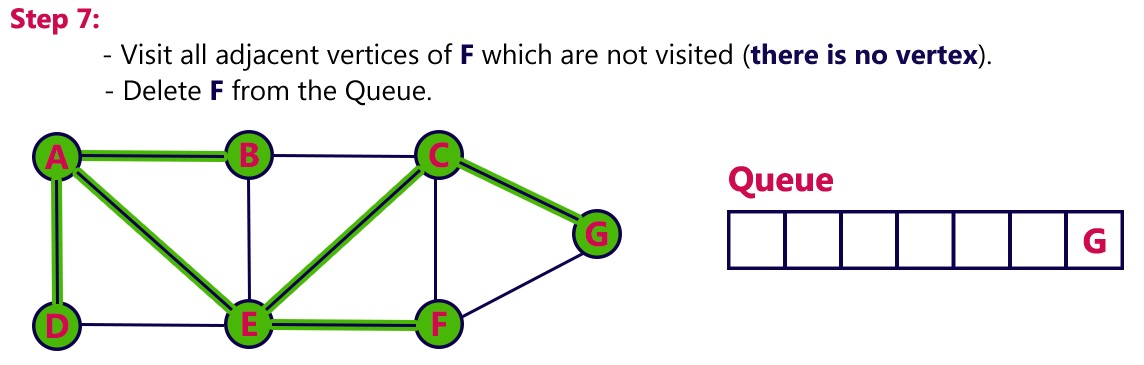 Step 7:
- Visit all adjacent vertices of F which are not visited (there is no vertex).
- Delete F from the Queue.
A B C
Queue
G G
D E F